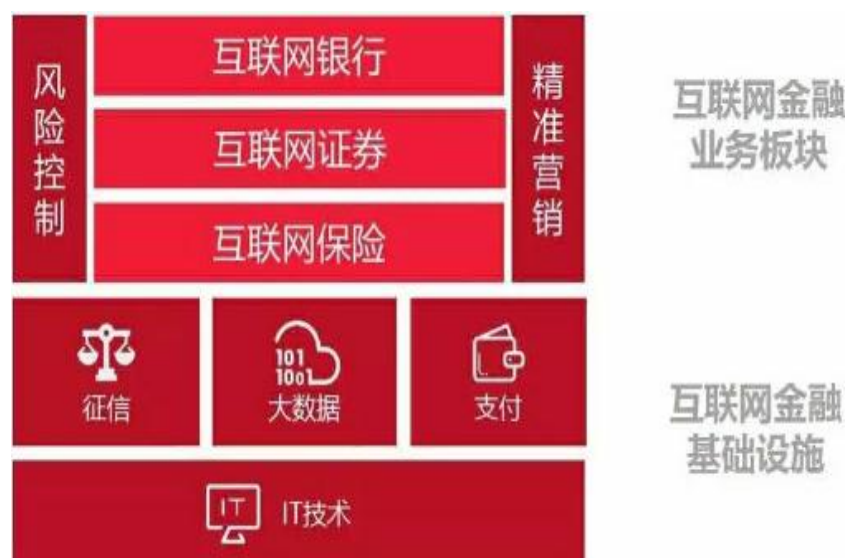 风险控制
互联网银行
互联网证券
互联网保险
精准营销
互联网金融
业务板块
征信
101
1001
大数据
支付
互联网金融
基础设施
IT
IT技术